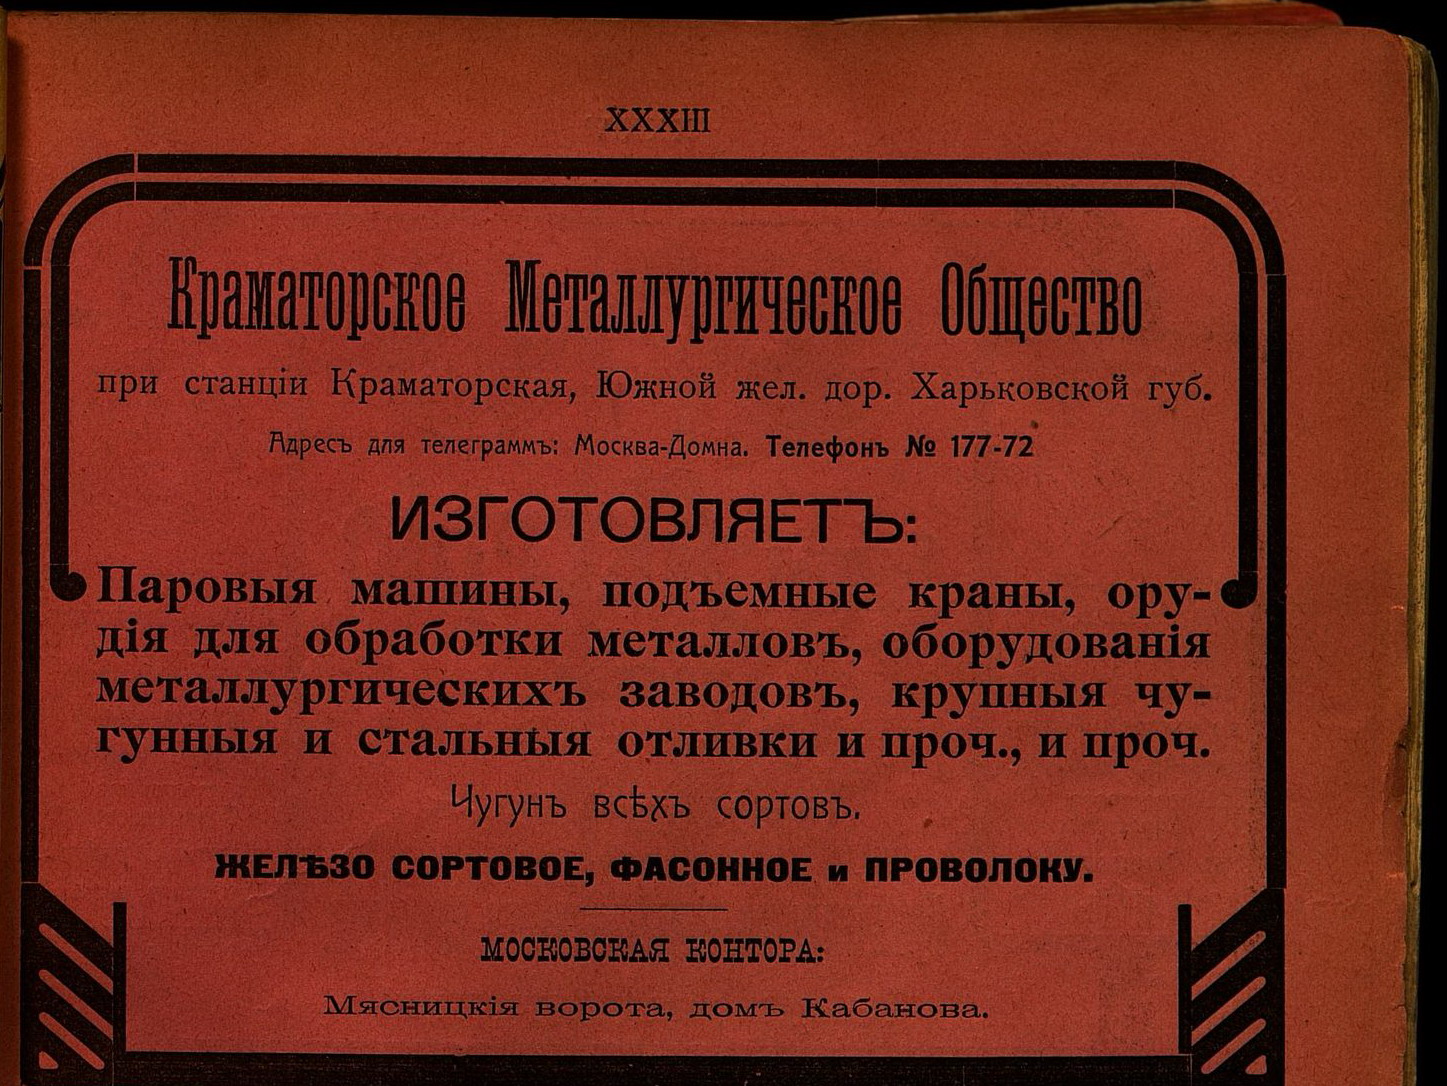 XXXIII
Краматорское Металлургическое Общество
при станціи Краматорская, Южной жел. дор. Харьковской губ.
Адресъ для телеграммъ: Москва-Домна. Телефонъ № 177-72
ИЗГОТОВЛЯЕТЪ:
Паровыя машины, подъемные краны, ору-
дія для обработки металловъ, оборудованія
металлургическихъ заводовъ, крупныя чу-
гунныя и стальныя отливки и проч., и проч.
Чугунъ всѣхъ сортовъ.
ЖЕЛѢЗО СОРТОВОЕ, ФАСОННОЕ и ПРОВОЛОКУ.
МОСКОВСКАЯ КОНТОРА:
Мясницкія ворота, домъ Кабанова.